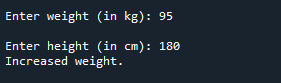 Enter weight (in kg): 95
Enter height (in cm): 180
Increased weight.